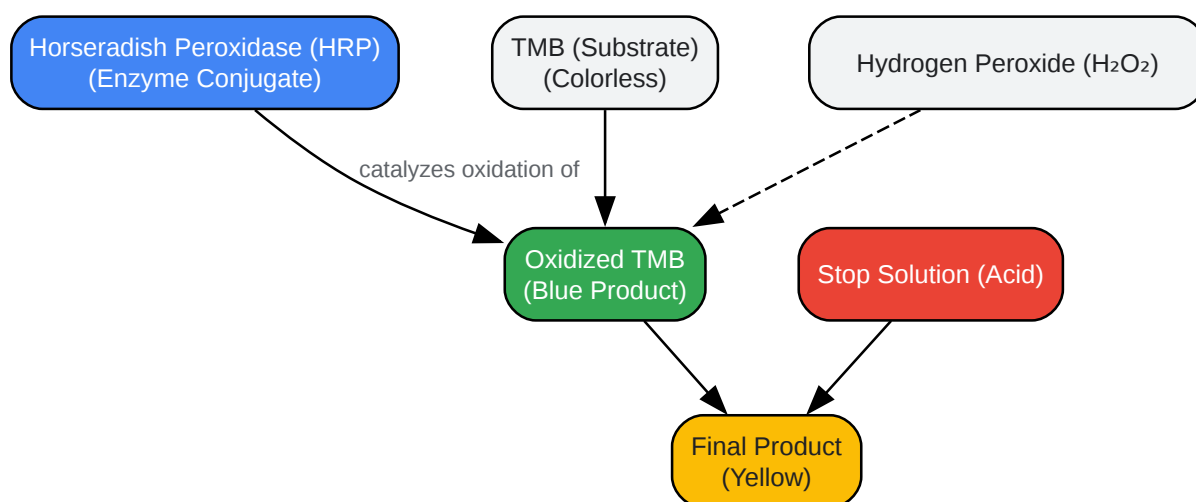 Horseradish Peroxidase (HRP)
(Enzyme Conjugate)
TMB (Substrate)
(Colorless)
Hydrogen Peroxide (H₂O₂)
catalyzes oxidation of
Oxidized TMB
(Blue Product)
Stop Solution (Acid)
Final Product
(Yellow)